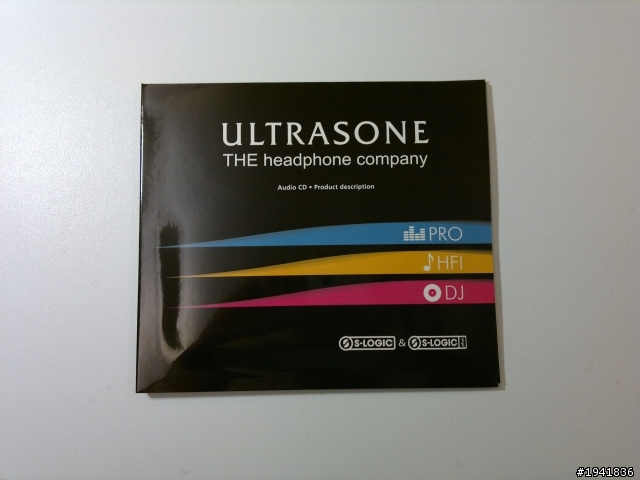 ULTRASONE
THE headphone company
Audio CD • Product description
PRO
HFI
DJ
S-LOGIC & S-LOGIC
#1941836